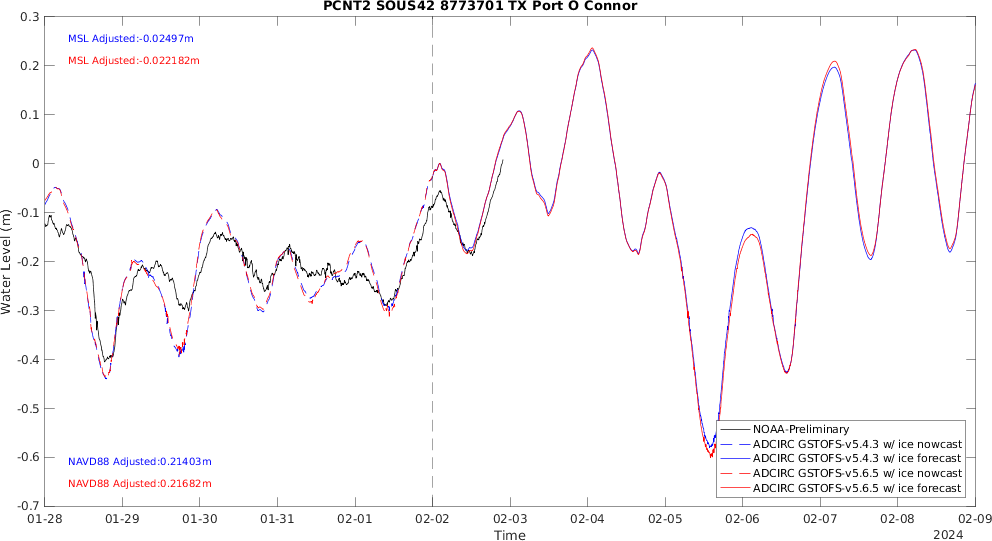 PCNT2 SOUS42 8773701 TX Port O Connor
0.3
0.2
0.1
0
-0.1
-0.2
-0.3
-0.4
-0.5
-0.6
-0.7
Water Level (m)
MSL Adjusted:-0.02497m
MSL Adjusted:-0.022182m
NAVD88 Adjusted:0.21403m
NAVD88 Adjusted:0.21682m
NOAA-Preliminary
ADCIRC GSTOFS-v5.4.3 w/ ice nowcast
ADCIRC GSTOFS-v5.4.3 w/ ice forecast
ADCIRC GSTOFS-v5.6.5 w/ ice nowcast
ADCIRC GSTOFS-v5.6.5 w/ ice forecast
01-28 01-29 01-30 01-31 02-01 02-02 02-03 02-04 02-05 02-06 02-07 02-08 02-09
Time
2024